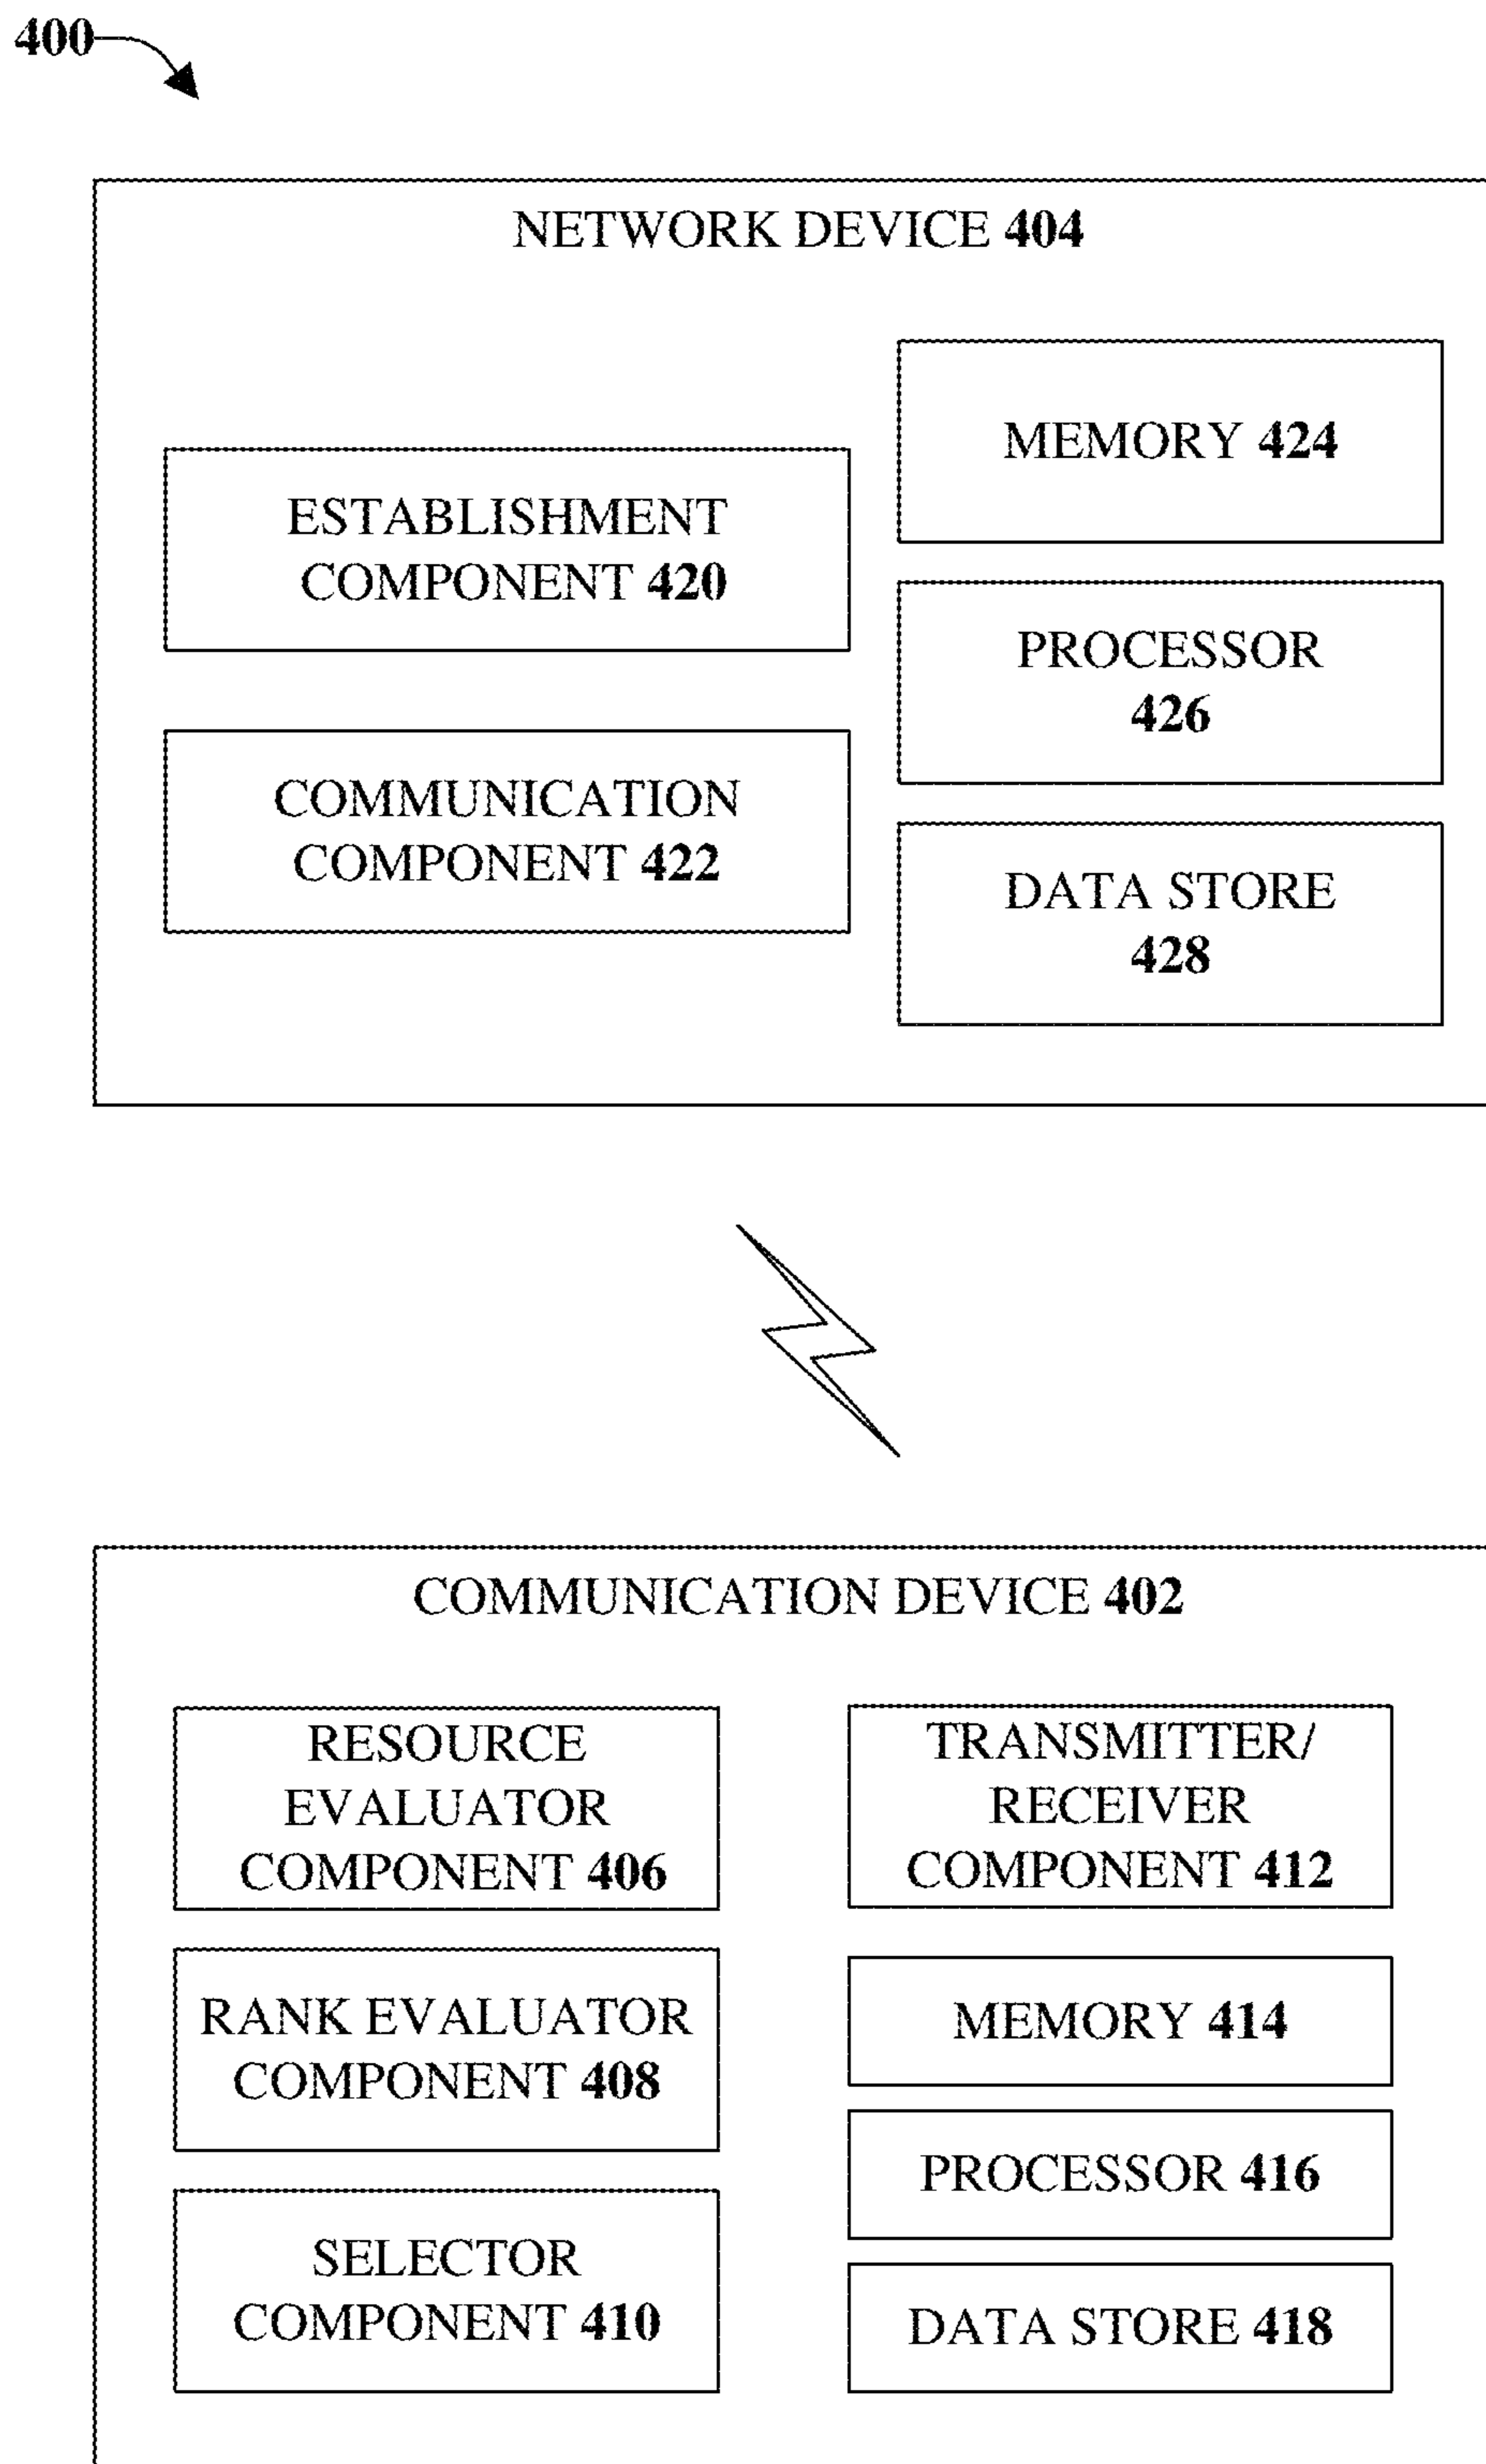 400
NETWORK DEVICE 404
ESTABLISHMENT
COMPONENT 420
COMMUNICATION
COMPONENT 422
MEMORY 424
PROCESSOR
426
DATA STORE
428
COMMUNICATION DEVICE 402
RESOURCE
EVALUATOR
COMPONENT 406
RANK EVALUATOR
COMPONENT 408
SELECTOR
COMPONENT 410
TRANSMITTER/
RECEIVER
COMPONENT 412
MEMORY 414
PROCESSOR 416
DATA STORE 418